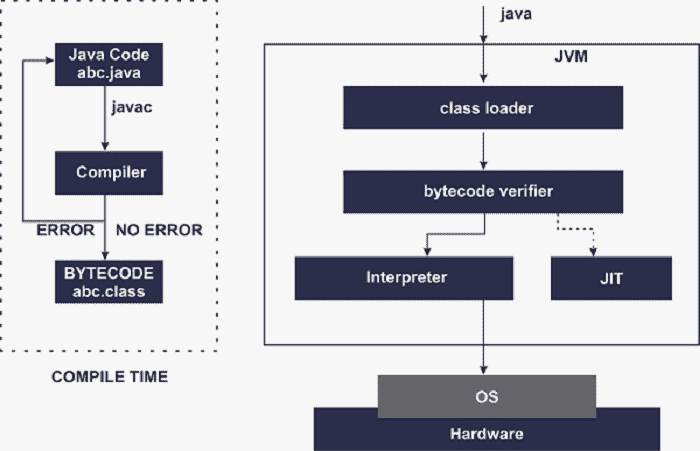 Java Code
abc.java
javac
Compiler
ERROR
NO ERROR
BYTECODE
abc.class
COMPILE TIME
java
JVM
class loader
bytecode verifier
Interpreter
JIT
OS
Hardware